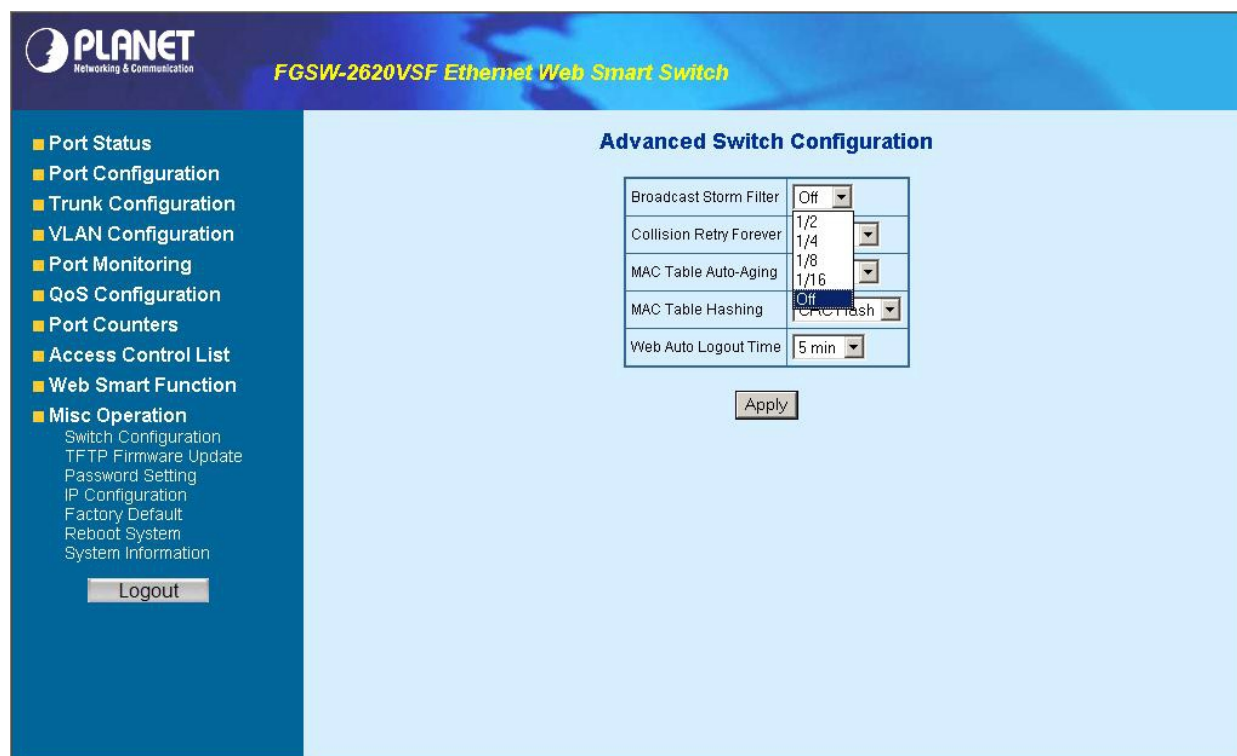 PLANET
Networking & Communication
FGSW-2620VSF Ethernet Web Smart Switch
Port Status
Port Configuration
Trunk Configuration
VLAN Configuration
Port Monitoring
QoS Configuration
Port Counters
Access Control List
Web Smart Function
Misc Operation
Switch Configuration
TFTP Firmware Update
Password Setting
IP Configuration
Factory Default
Reboot System
System Information
Logout
Advanced Switch Configuration
Broadcast Storm Filter Off
1/2
1/4
1/8
1/16
Off
Collision Retry Forever
MAC Table Auto-Aging
MAC Table Hashing
Web Auto Logout Time 5 min
Apply